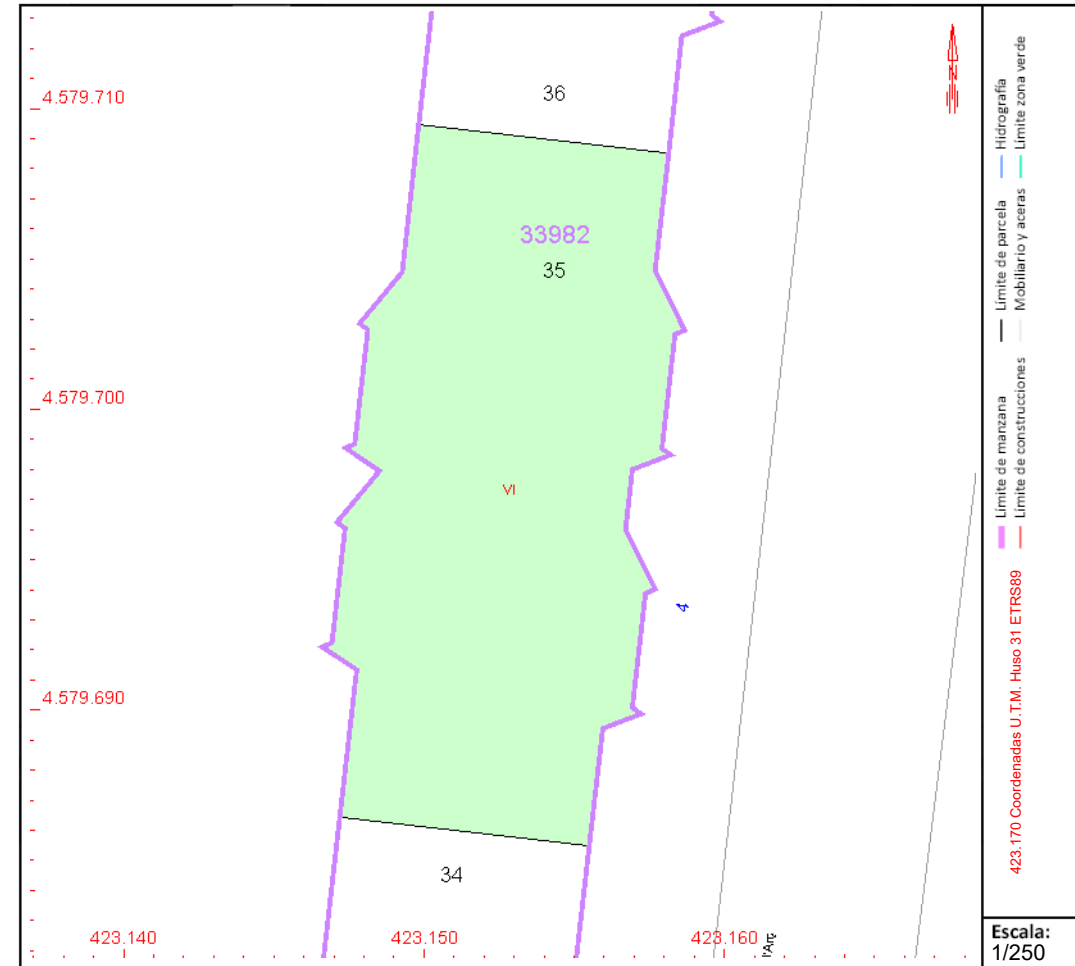 36
4.579.710
33982
35
4.579.700
VI
4
4.579.690
34
423.140
423.150
423.160
N
Hidrografía
Límite zona verde
Límite de parcela
Mobiliario y aceras
Límite de manzana
Límite de construcciones
423.170 Coordenadas U.T.M. Huso 31 ETRS89
Escala:
1/250